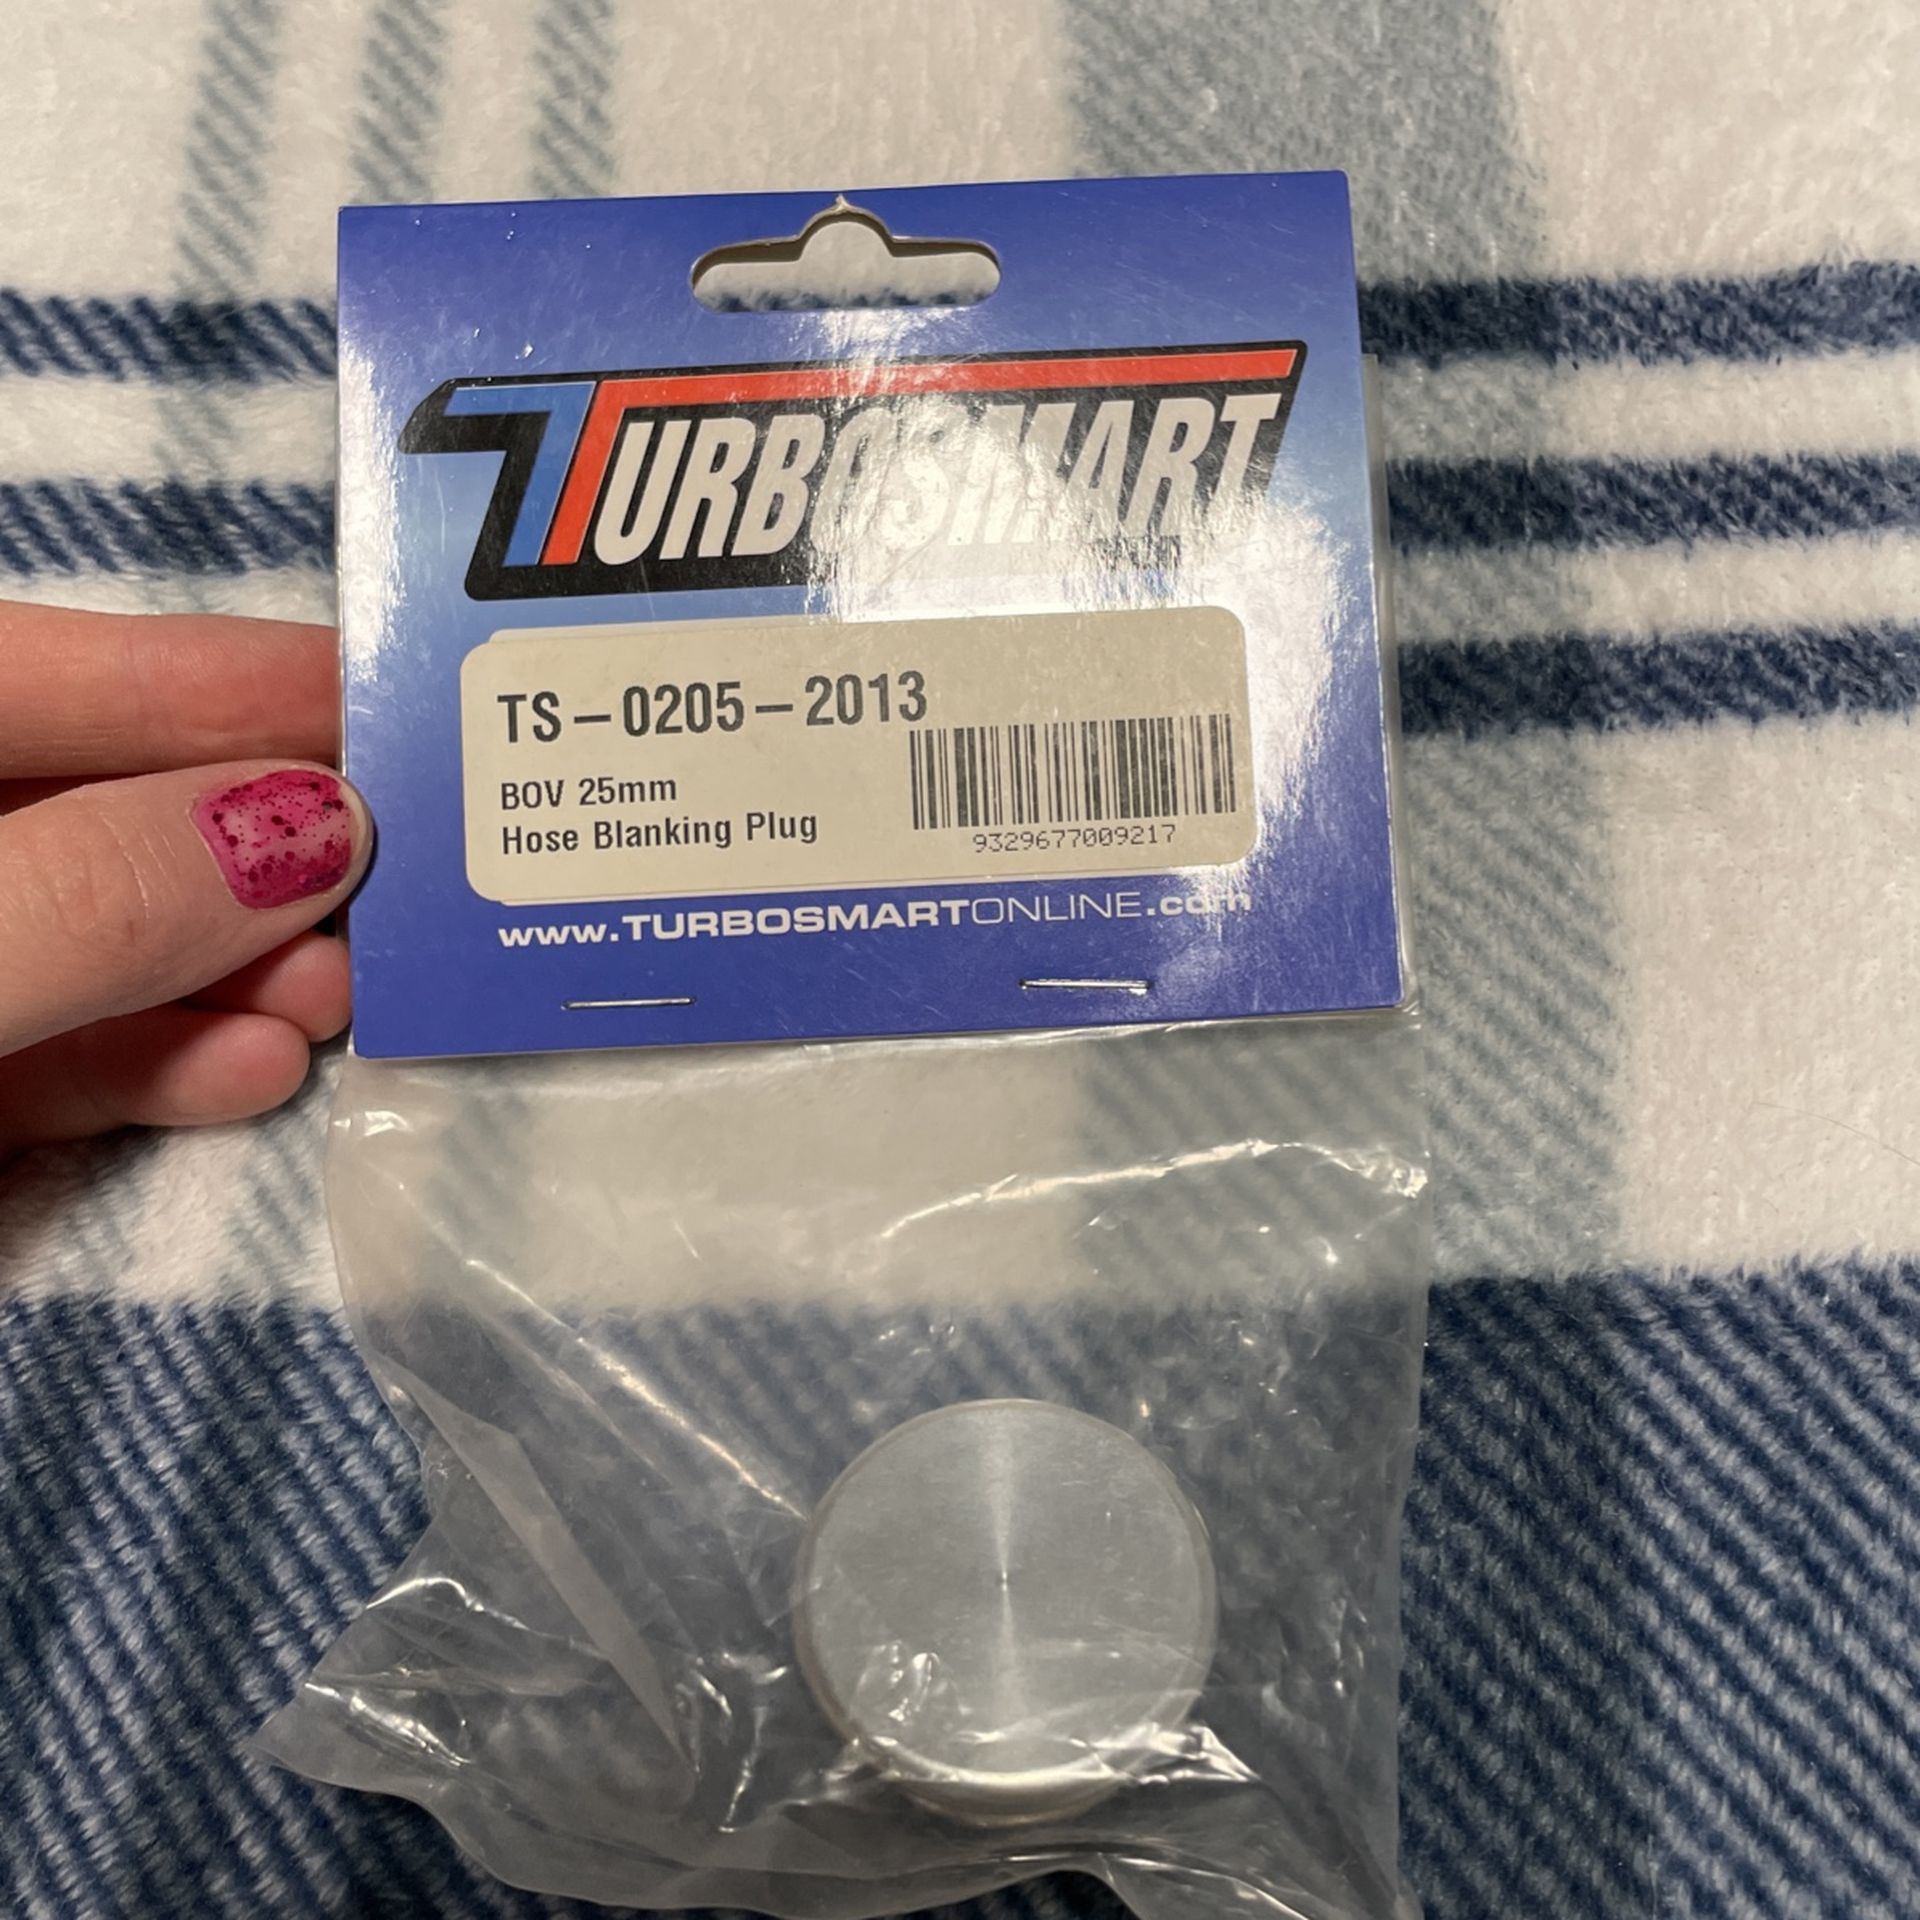 TURBOSMART
TS-0205-2013
BOV 25mm
Hose Blanking Plug
9329677009217
www.TURBOSMARTONLINE.com